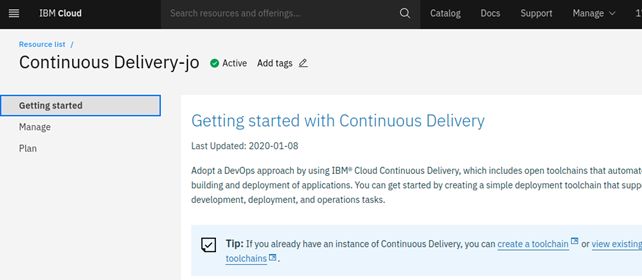 IBM Cloud Search resources and offerings... Catalog Docs Support Manage
Resource list /
Continuous Delivery-jo Active Add tags
Getting started
Manage
Plan
Getting started with Continuous Delivery
Last Updated: 2020-01-08
Adopt a DevOps approach by using IBM® Cloud Continuous Delivery, which includes open toolchains that automat
building and deployment of applications. You can get started by creating a simple deployment toolchain that supp
development, deployment, and operations tasks.
Tip: If you already have an instance of Continuous Delivery, you can create a toolchain or view existing
toolchains .